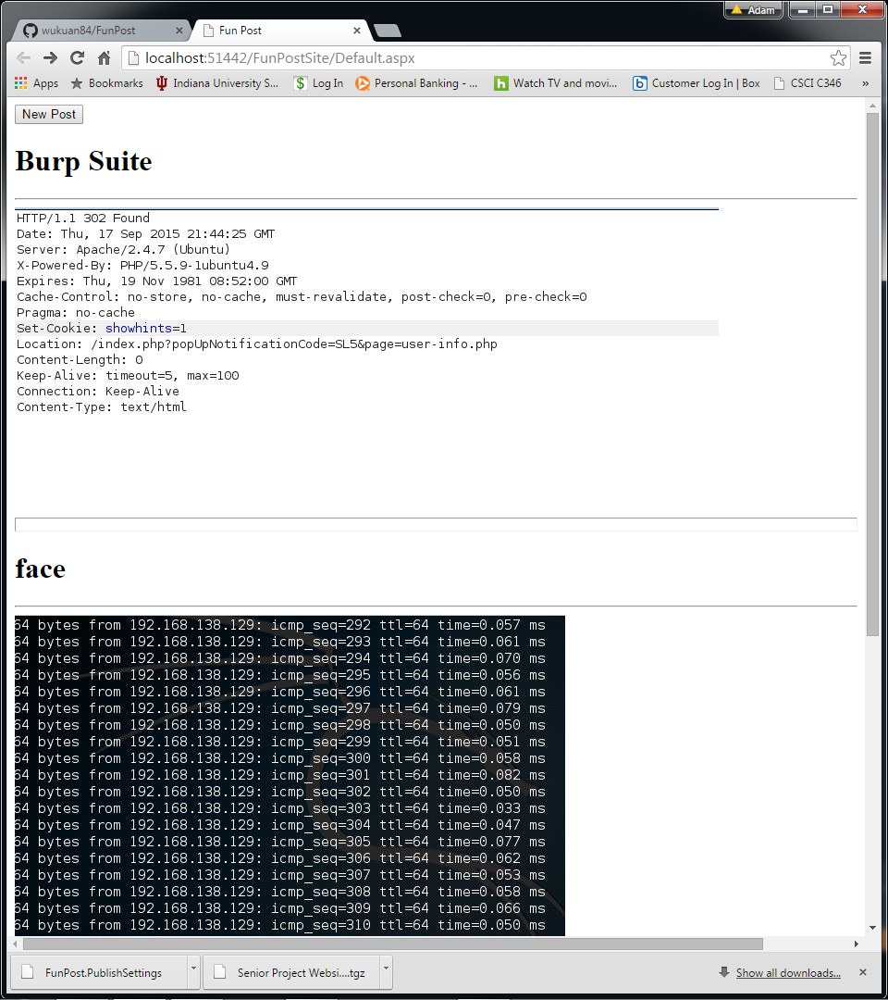 Adam
wukuan84/FunPost
Fun Post
localhost:51442/FunPostSite/Default.aspx
Apps Bookmarks Indiana University S... Log In Personal Banking - ... Watch TV and movi... Customer Log In | Box CSCI C346 »
New Post
Burp Suite
HTTP/1.1 302 Found
Date: Thu, 17 Sep 2015 21:44:25 GMT
Server: Apache/2.4.7 (Ubuntu)
X-Powered-By: PHP/5.5.9-1ubuntu4.9
Expires: Thu, 19 Nov 1981 08:52:00 GMT
Cache-Control: no-store, no-cache, must-revalidate, post-check=0, pre-check=0
Pragma: no-cache
Set-Cookie: showhints=1
Location: /index.php?popUpNotificationCode=SL5&page=user-info.php
Content-Length: 0
Keep-Alive: timeout=5, max=100
Connection: Keep-Alive
Content-Type: text/html
face
64 bytes from 192.168.138.129: icmp_seq=292 ttl=64 time=0.057 ms
64 bytes from 192.168.138.129: icmp_seq=293 ttl=64 time=0.061 ms
64 bytes from 192.168.138.129: icmp_seq=294 ttl=64 time=0.070 ms
64 bytes from 192.168.138.129: icmp_seq=295 ttl=64 time=0.056 ms
64 bytes from 192.168.138.129: icmp_seq=296 ttl=64 time=0.061 ms
64 bytes from 192.168.138.129: icmp_seq=297 ttl=64 time=0.079 ms
64 bytes from 192.168.138.129: icmp_seq=298 ttl=64 time=0.050 ms
64 bytes from 192.168.138.129: icmp_seq=299 ttl=64 time=0.051 ms
64 bytes from 192.168.138.129: icmp_seq=300 ttl=64 time=0.058 ms
64 bytes from 192.168.138.129: icmp_seq=301 ttl=64 time=0.082 ms
64 bytes from 192.168.138.129: icmp_seq=302 ttl=64 time=0.050 ms
64 bytes from 192.168.138.129: icmp_seq=303 ttl=64 time=0.033 ms
64 bytes from 192.168.138.129: icmp_seq=304 ttl=64 time=0.047 ms
64 bytes from 192.168.138.129: icmp_seq=305 ttl=64 time=0.077 ms
64 bytes from 192.168.138.129: icmp_seq=306 ttl=64 time=0.062 ms
64 bytes from 192.168.138.129: icmp_seq=307 ttl=64 time=0.053 ms
64 bytes from 192.168.138.129: icmp_seq=308 ttl=64 time=0.058 ms
64 bytes from 192.168.138.129: icmp_seq=309 ttl=64 time=0.066 ms
64 bytes from 192.168.138.129: icmp_seq=310 ttl=64 time=0.050 ms
FunPost.PublishSettings
Senior Project Websi....tgz
Show all downloads...